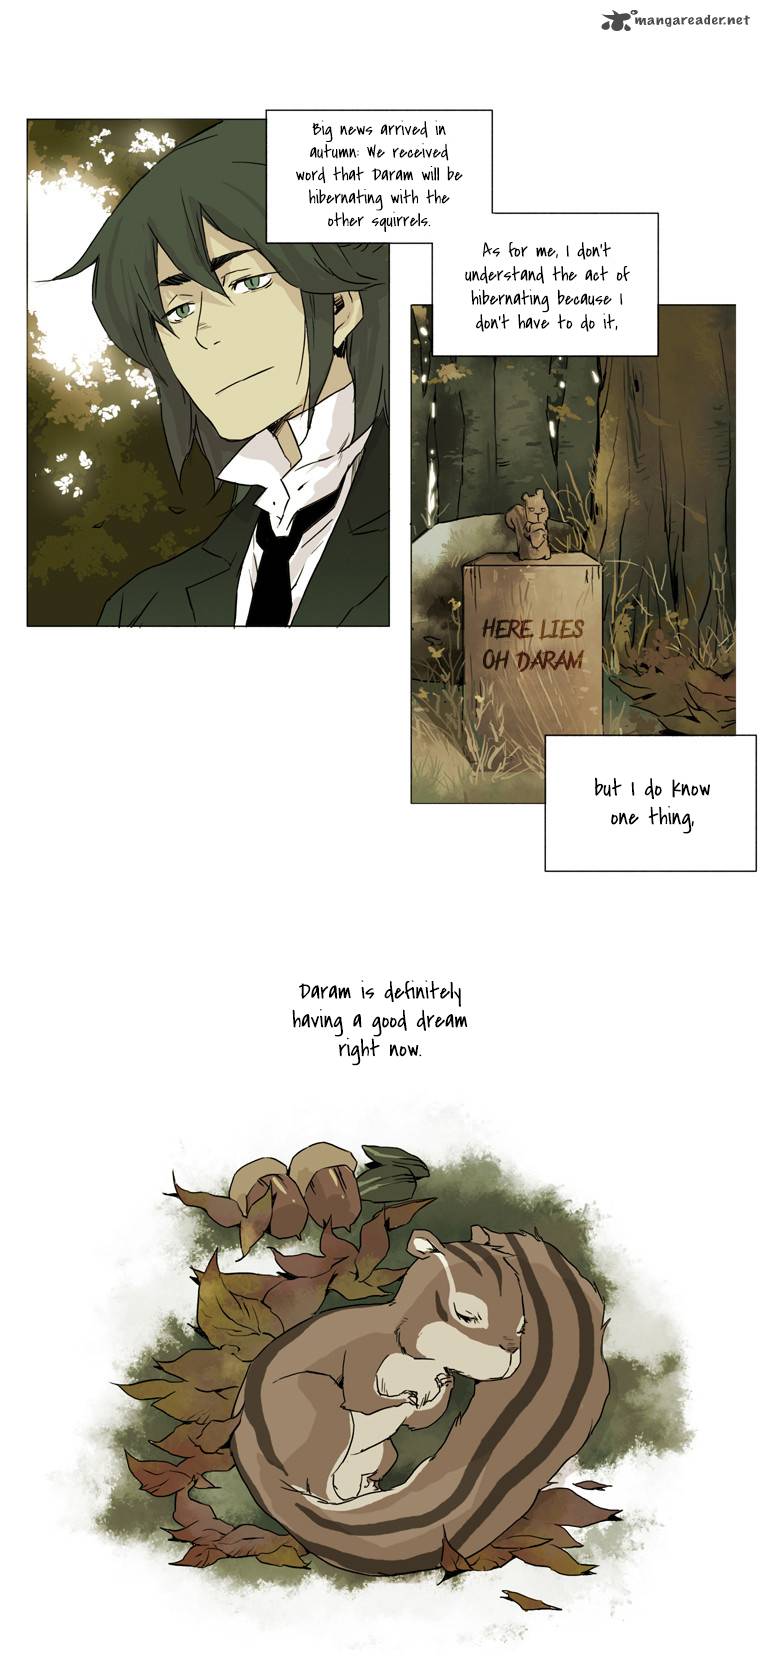 mangareader.net
Big news arrived in
autumn: We received
word that Daram will be
hibernating with the
other squirrels.
As for me, I don't
understand the act of
hibernating because I
don't have to do it,
HERE LIES
OH DARAM
but I do know
one thing,
Daram is definitely
having a good dream
right now.